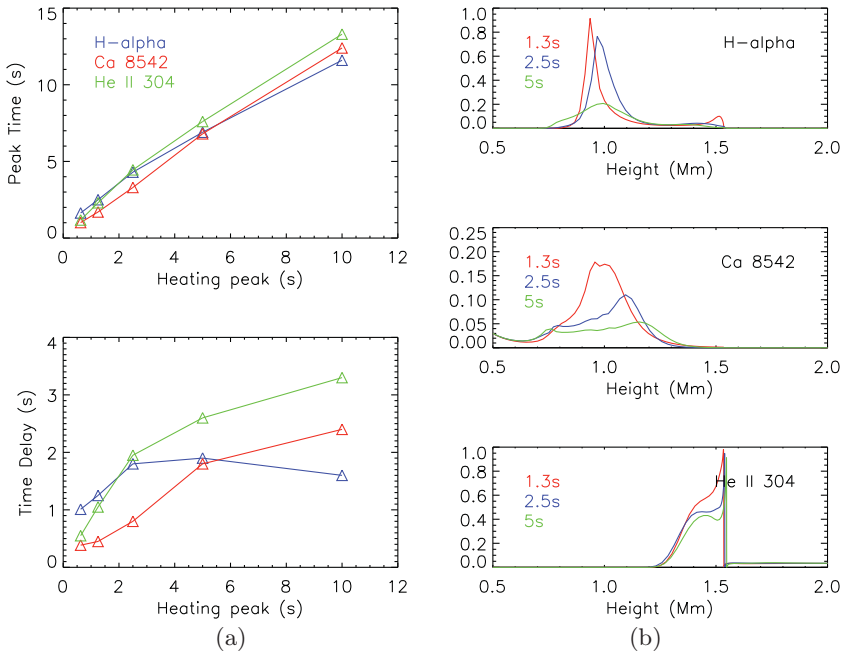 15
10
5
0
Peak Time (s)
H-alpha
Ca 8542
He II 304
0 2 4 6 8 10 12
Heating peak (s)
4
3
2
1
0
Time Delay (s)
0 2 4 6 8 10 12
Heating peak (s)
(a)
1.0
0.8
0.6
0.4
0.2
0.0
1.3s
2.5s
5s
H-alpha
0.5 1.0 1.5 2.0
Height (Mm)
0.25
0.20
0.15
0.10
0.05
0.00
1.3s
2.5s
5s
Ca 8542
0.5 1.0 1.5 2.0
Height (Mm)
1.0
0.8
0.6
0.4
0.2
0.0
1.3s
2.5s
5s
He II 304
0.5 1.0 1.5 2.0
Height (Mm)
(b)